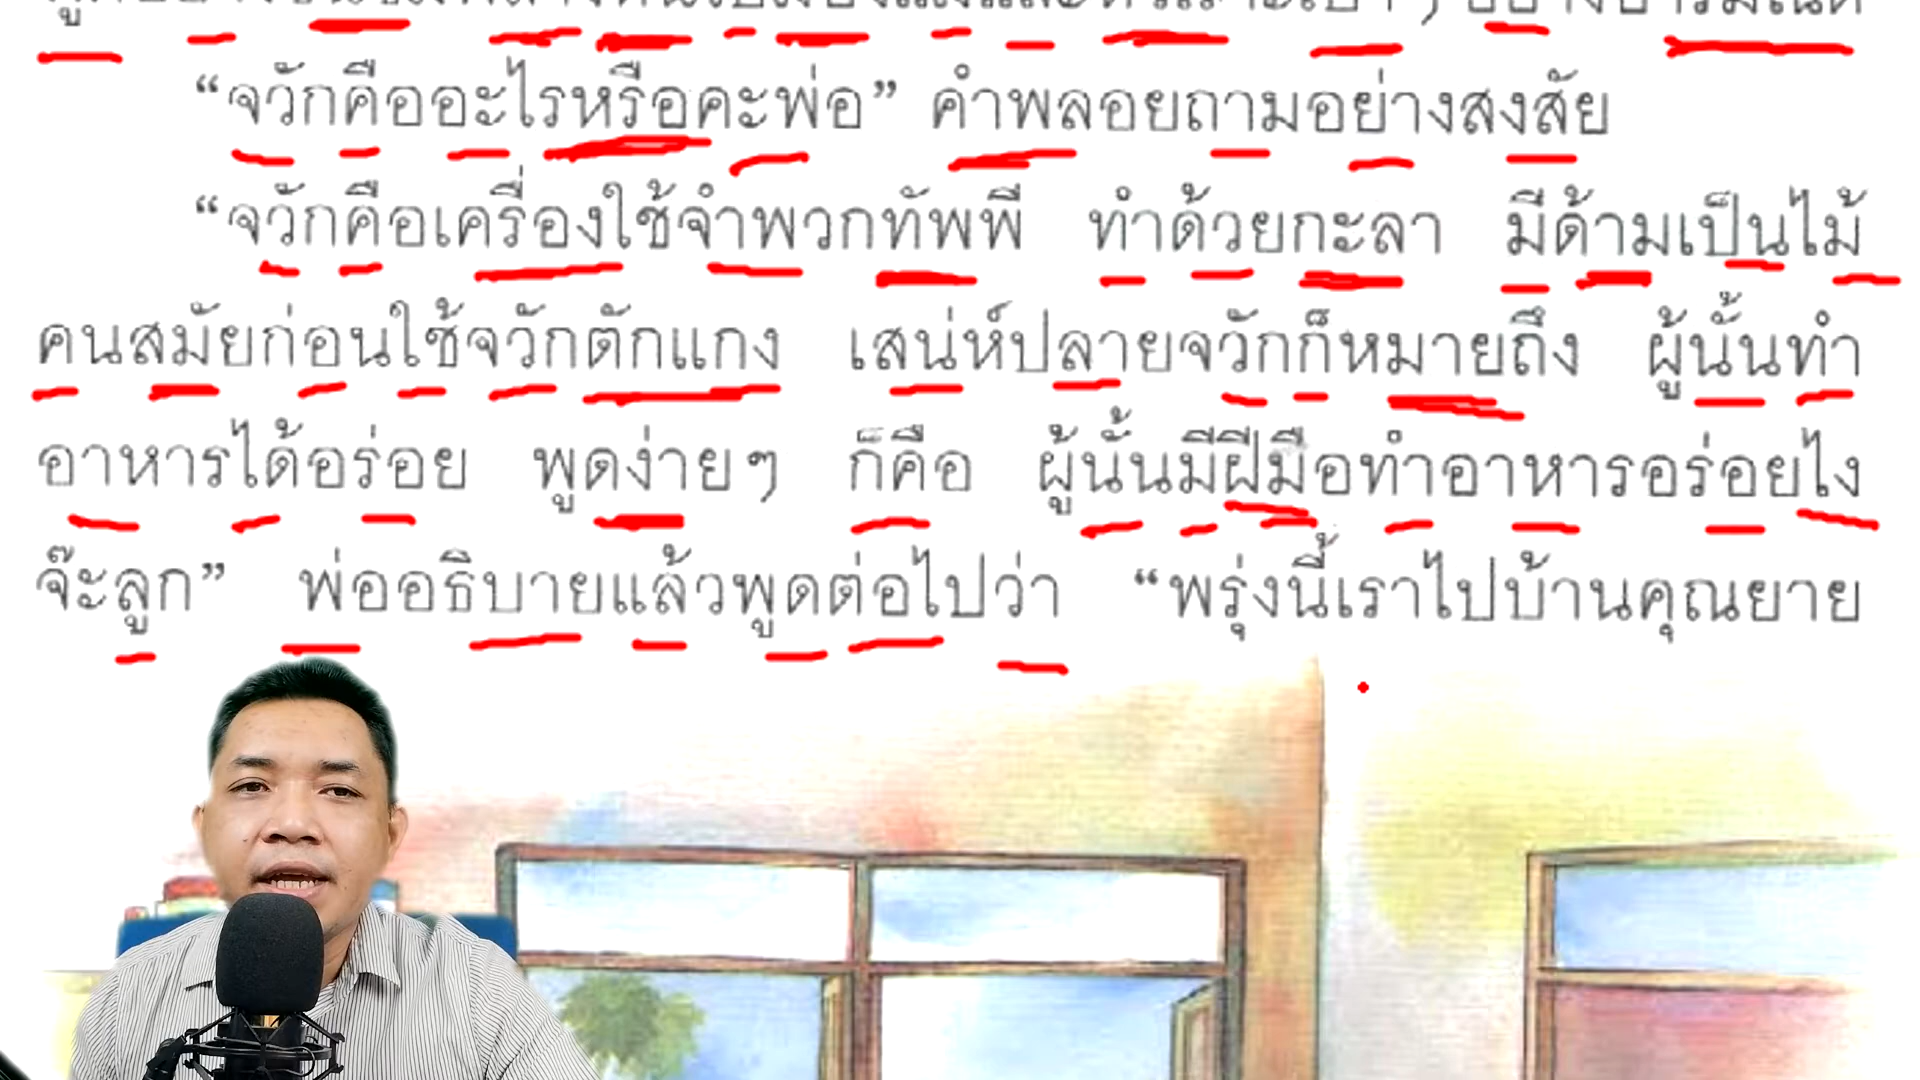 “จวักคืออะไรหรือคะพ่อ” คำพลอยถามอย่างสงสัย
“จวักคือเครื่องใช้จำพวกทัพพี ทำด้วยกะลา มีด้ามเป็นไม้
คนสมัยก่อนใช้จวักตักแกง เสน่ห์ปลายจวักก็หมายถึง ผู้นั้นทำ
อาหารได้อร่อย พูดง่ายๆ ก็คือ ผู้นั้นมีฝีมือทำอาหารอร่อยไง
จ๊ะลูก” พ่ออธิบายแล้วพูดต่อไปว่า “พรุ่งนี้เราไปบ้านคุณยาย